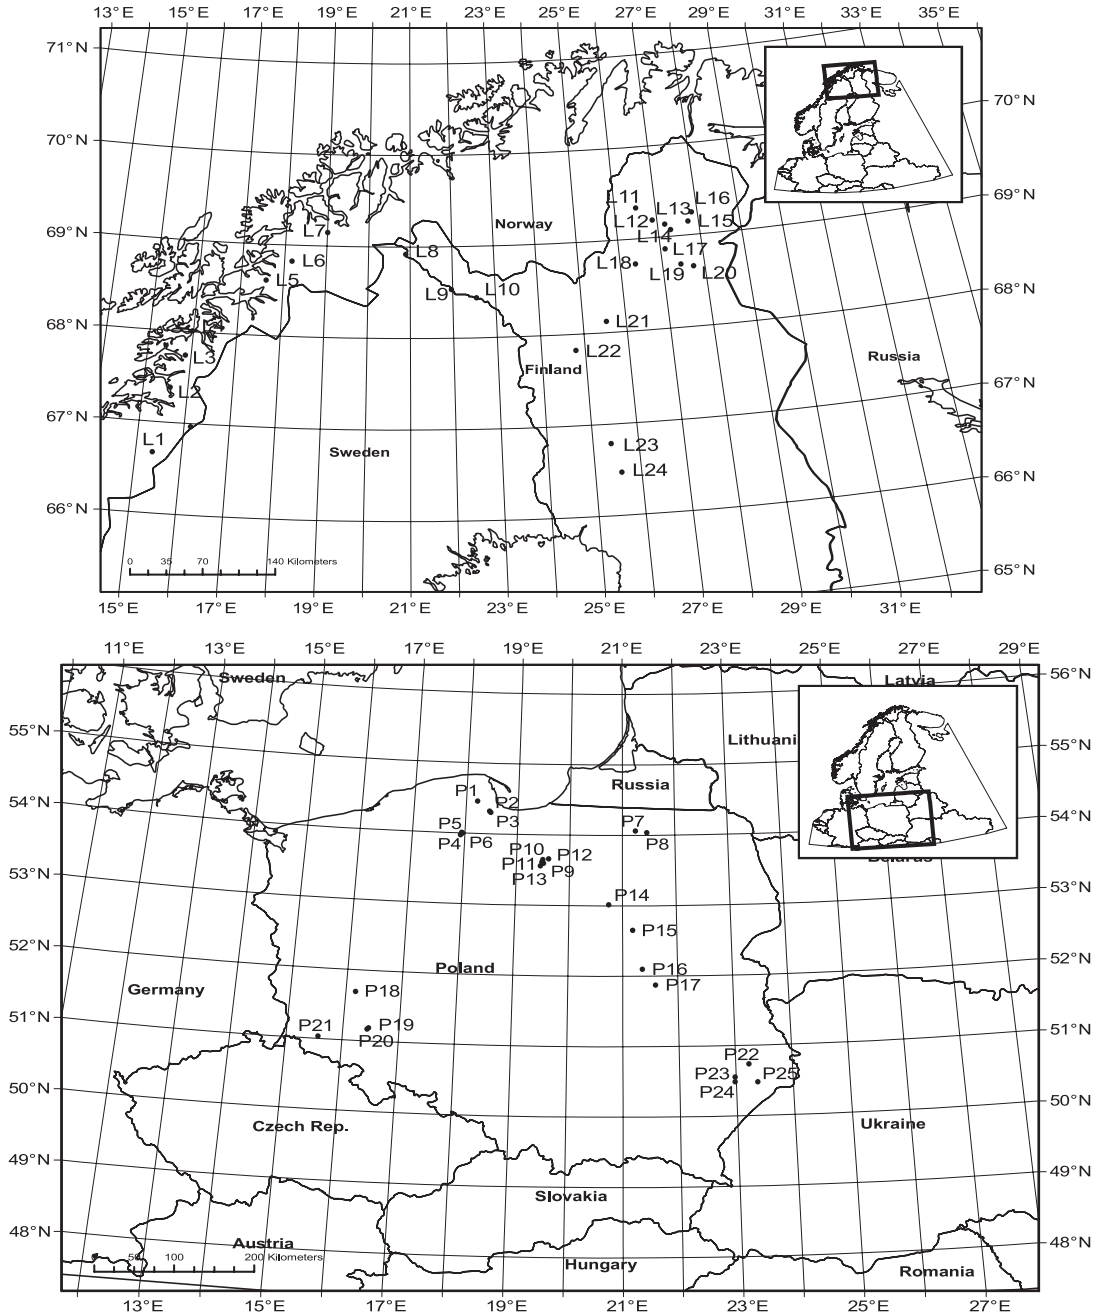 13°E 15°E 17°E 19°E 21°E 23°E 25°E 27°E 29°E 31°E 33°E 35°E
71°N
70°N
70°N
69°N
L11
L16
L13
L12
L15
Norway
L14
69°N
L7
L8
L17
L6
L18
L19
L20
L5
L9
L10
68°N
68°N
L21
L3
L22
Russia
Finland
L2
67°N
67°N
L1
L23
Sweden
L24
66°N
66°N
0 35 70 140 Kilometers
65°N
15°E 17°E 19°E 21°E 23°E 25°E 27°E 29°E 31°E
11°E 13°E 15°E 17°E 19°E 21°E 23°E 25°E 27°E 29°E
56°N
Sweden
Latvia
55°N
Lithuani
55°N
Russia
P1
54°N
P2
P3
54°N
P5
P7
P4
P6
P8
P10
P12
P11
P9
53°N
P13
53°N
P14
P15
52°N
52°N
Poland
P16
P17
Germany
P18
51°N
P21
P19
51°N
P20
P22
P23
P25
50°N
P24
50°N
Czech Rep.
Ukraine
49°N
49°N
Slovakia
48°N
Austria
48°N
0 50 100 200 Kilometers
Hungary
Romania
13°E 15°E 17°E 19°E 21°E 23°E 25°E 27°E